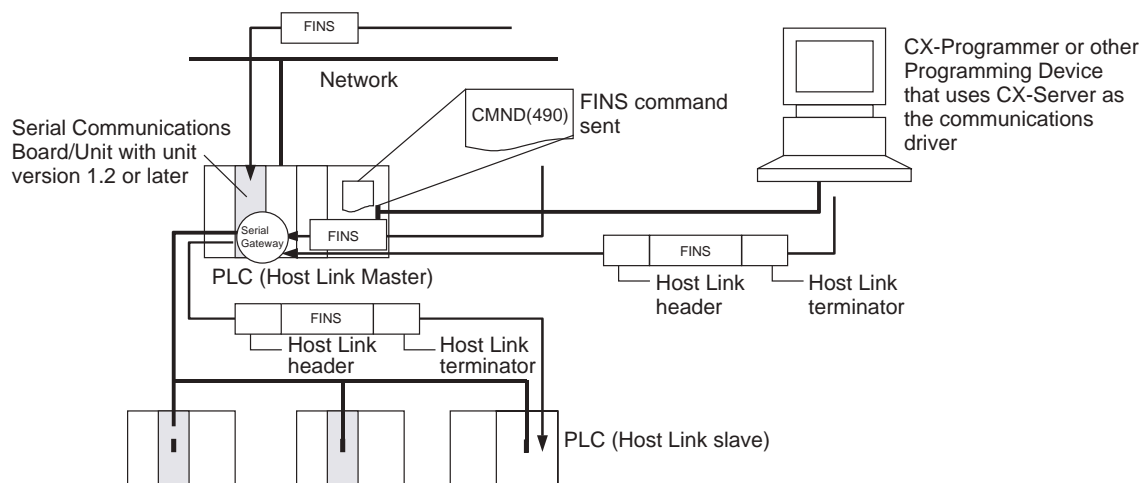 FINS
Network
CMND(490)
FINS command
sent
CX-Programmer or other
Programming Device
that uses CX-Server as
the communications
driver
Serial Communications
Board/Unit with unit
version 1.2 or later
Serial
Gateway
FINS
PLC (Host Link Master)
FINS
Host Link
header
Host Link
terminator
FINS
Host Link
header
Host Link
terminator
PLC (Host Link slave)